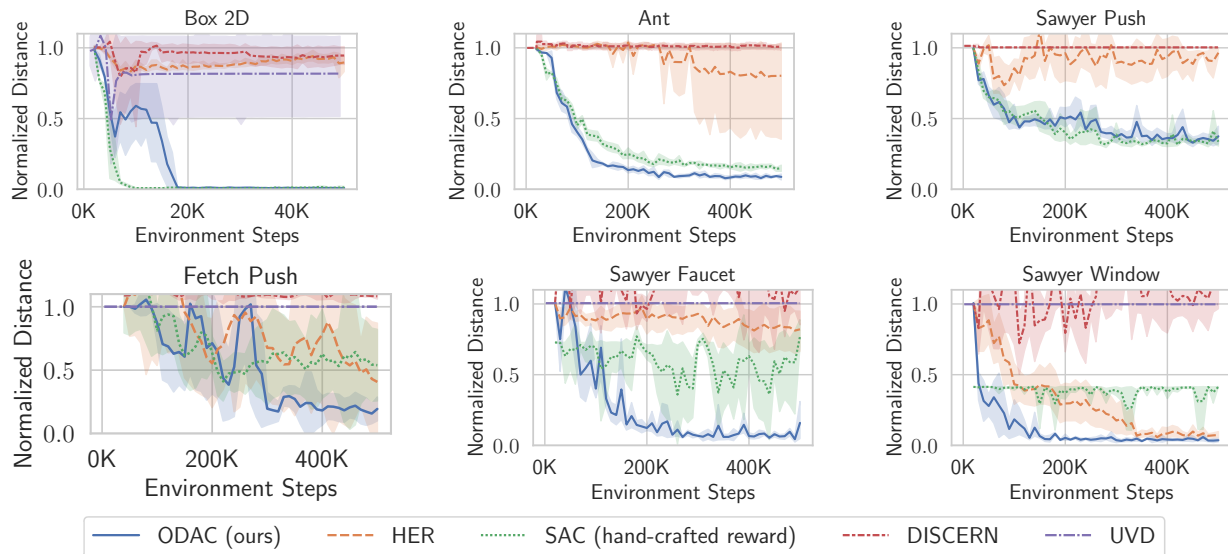 Box 2D
Normalized Distance
1.0
0.5
0.0
0K 20K 40K
Environment Steps
Ant
Normalized Distance
1.0
0.5
0.0
0K 200K 400K
Environment Steps
Sawyer Push
Normalized Distance
1.0
0.5
0.0
0K 200K 400K
Environment Steps
Fetch Push
Normalized Distance
1.0
0.5
0.0
0K 200K 400K
Environment Steps
Sawyer Faucet
Normalized Distance
1.0
0.5
0.0
0K 200K 400K
Environment Steps
Sawyer Window
Normalized Distance
1.0
0.5
0.0
0K 200K 400K
Environment Steps
ODAC (ours) HER SAC (hand-crafted reward) DISCERN UVD